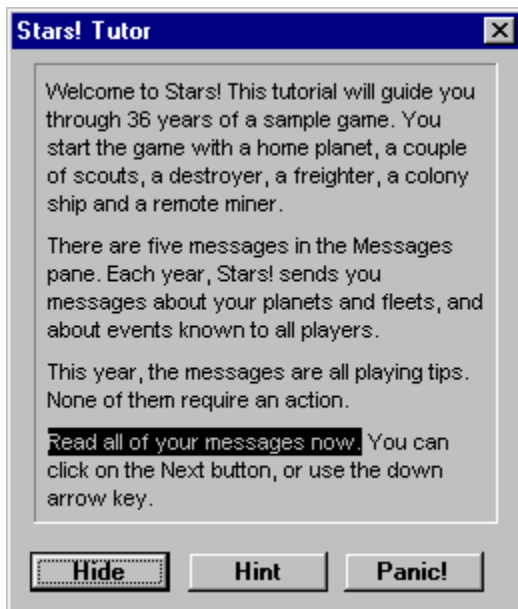 Stars! Tutor
Welcome to Stars! This tutorial will guide you
through 36 years of a sample game. You
start the game with a home planet, a couple
of scouts, a destroyer, a freighter, a colony
ship and a remote miner.
There are five messages in the Messages
pane. Each year, Stars! sends you
messages about your planets and fleets, and
about events known to all players.
This year, the messages are all playing tips.
None of them require an action.
Read all of your messages now. You can
click on the Next button, or use the down
arrow key.
Hide Hint Panic!